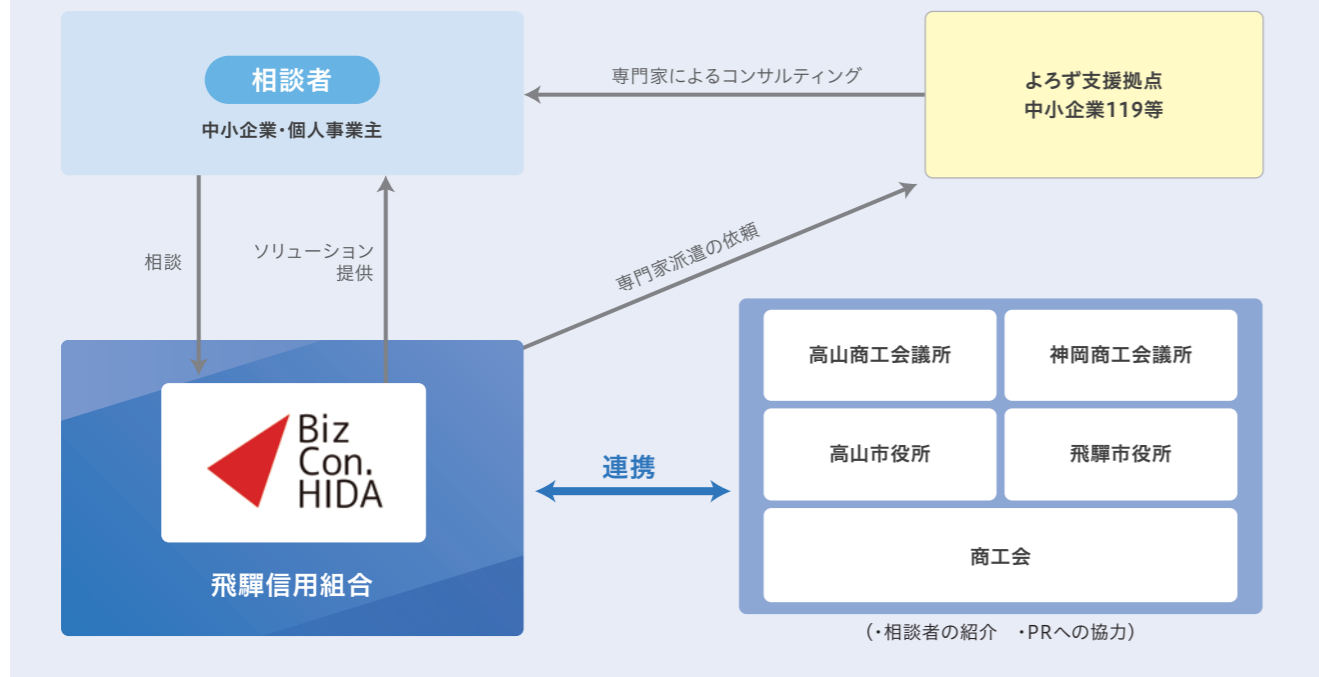 相談者
中小企業・個人事業主
専門家によるコンサルティング
よろず支援拠点
中小企業119等
相談
ソリューション
提供
専門家派遣の依頼
Biz
Con.
HIDA
飛驒信用組合
連携
高山商工会議所
神岡商工会議所
高山市役所
飛驒市役所
商工会
(・相談者の紹介　・PRへの協力)